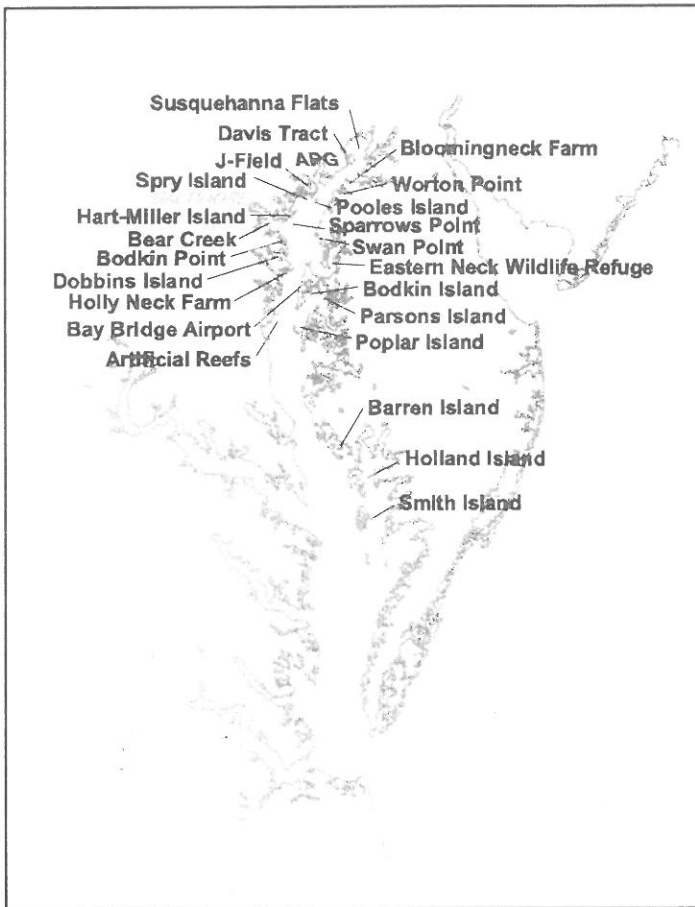 Susquehanna Flats
Davis Tract
J-Field APG
Bloomingneck Farm
Spry Island
Worton Point
Pooles Island
Hart-Miller Island
Sparrows Point
Bear Creek
Swan Point
Bodkin Point
Eastern Neck Wildlife Refuge
Dobbins Island
Bodkin Island
Holly Neck Farm
Parsons Island
Bay Bridge Airport
Poplar Island
Artificial Reefs
Barren Island
Holland Island
Smith Island